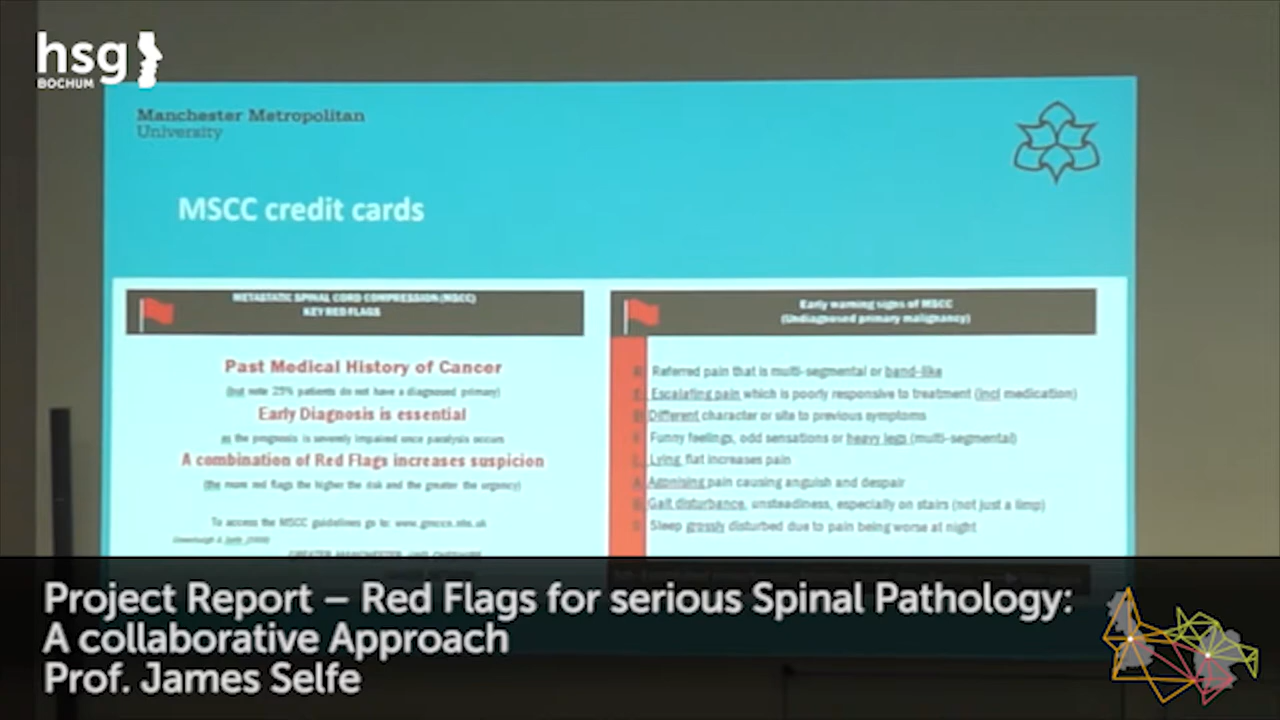 hsg
BOCHUM
Manchester Metropolitan
University
MSCC credit cards
METASTATIC SPINAL CORD COMPRESSION (MSCC)
KEY RED FLAGS
Past Medical History of Cancer
(but note 25% patients do not have a diagnosed primary)
Early Diagnosis is essential
as the prognosis is severely impaired once paralysis occurs
A combination of Red Flags increases suspicion
(the more red flags the higher the risk and the greater the urgency)
To access the MSCC guidelines go to: www.gmccn.nhs.uk
Greenhalgh & Selfe
Early warning signs of MSCC
(Undiagnosed primary malignancy)
R Referred pain that is multi-segmental or band-like
E Escalating pain which is poorly responsive to treatment (incl medication)
D Different character or site to previous symptoms
F Funny feelings, odd sensations or heavy legs (multi-segmental)
L Lying flat increases pain
A Agonising pain causing anguish and despair
G Gait disturbance, unsteadiness, especially on stairs (not just a limp)
S Sleep grossly disturbed due to pain being worse at night
Project Report – Red Flags for serious Spinal Pathology:
A collaborative Approach
Prof. James Selfe